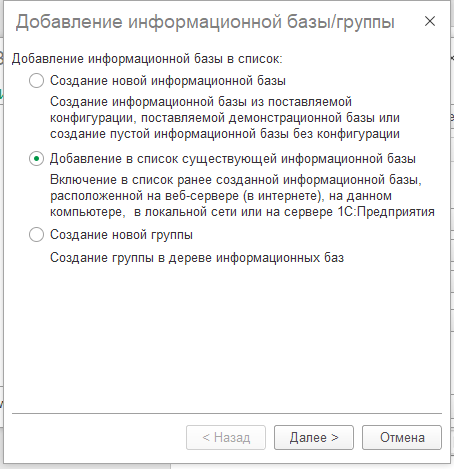 Добавление информационной базы/группы
Добавление информационной базы в список:
Создание новой информационной базы
Создание информационной базы из поставляемой
конфигурации, поставляемой демонстрационной базы или
создание пустой информационной базы без конфигурации
Добавление в список существующей информационной базы
Включение в список ранее созданной информационной базы,
расположенной на веб-сервере (в интернете), на данном
компьютере, в локальной сети или на сервере 1С:Предприятия
Создание новой группы
Создание группы в дереве информационных баз
< Назад
Далее >
Отмена